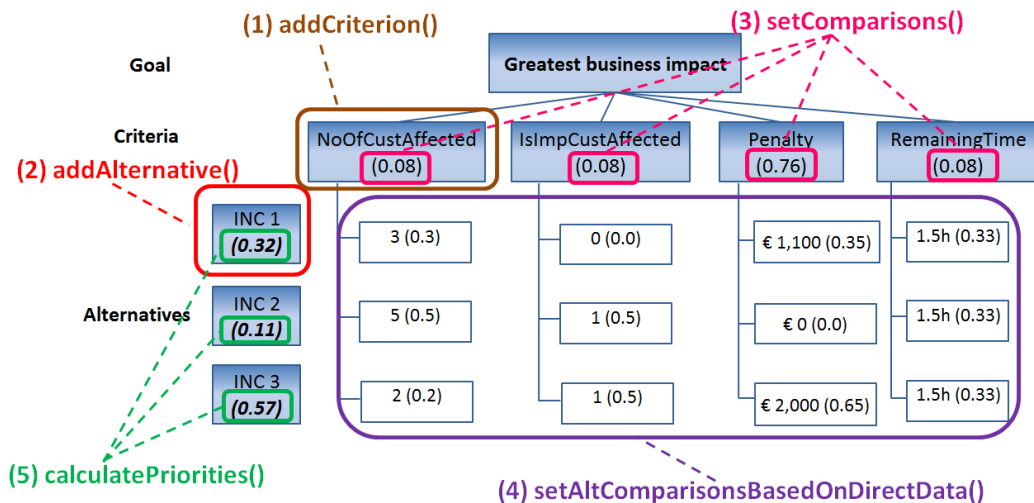 (1) addCriterion()
(3) setComparisons()
Goal
Greatest business impact
Criteria
NoOfCustAffected
(0.08)
IsImpCustAffected
(0.08)
Penalty
(0.76)
RemainingTime
(0.08)
(2) addAlternative()
INC 1
(0.32)
3 (0.3)
0 (0.0)
€ 1,100 (0.35)
1.5h (0.33)
Alternatives
INC 2
(0.11)
5 (0.5)
1 (0.5)
€ 0 (0.0)
1.5h (0.33)
INC 3
(0.57)
2 (0.2)
1 (0.5)
€ 2,000 (0.65)
1.5h (0.33)
(5) calculatePriorities()
(4) setAltComparisonsBasedOnDirectData()